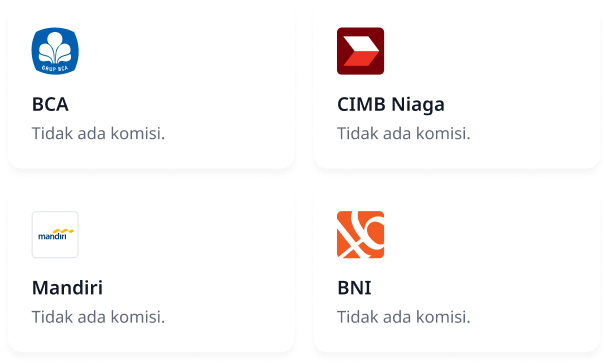 GRUP BCA
BCA
Tidak ada komisi.
CIMB Niaga
Tidak ada komisi.
mandiri
Mandiri
Tidak ada komisi.
BNI
Tidak ada komisi.